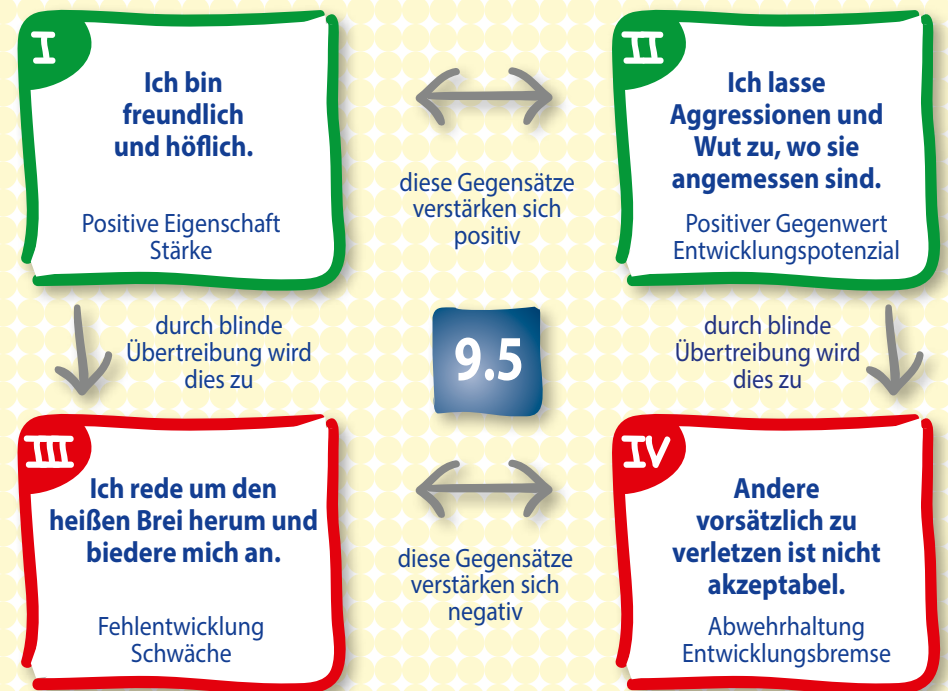 I
Ich bin
freundlich
und höflich.
Positive Eigenschaft
Stärke
diese Gegensätze
verstärken sich
positiv
II
Ich lasse
Aggressionen und
Wut zu, wo sie
angemessen sind.
Positiver Gegenwert
Entwicklungspotenzial
durch blinde
Übertreibung wird
dies zu
9.5
durch blinde
Übertreibung wird
dies zu
III
Ich rede um den
heißen Brei herum und
biedere mich an.
Fehlentwicklung
Schwäche
diese Gegensätze
verstärken sich
negativ
IV
Andere
vorsätzlich zu
verletzen ist nicht
akzeptabel.
Abwehrhaltung
Entwicklungsbremse